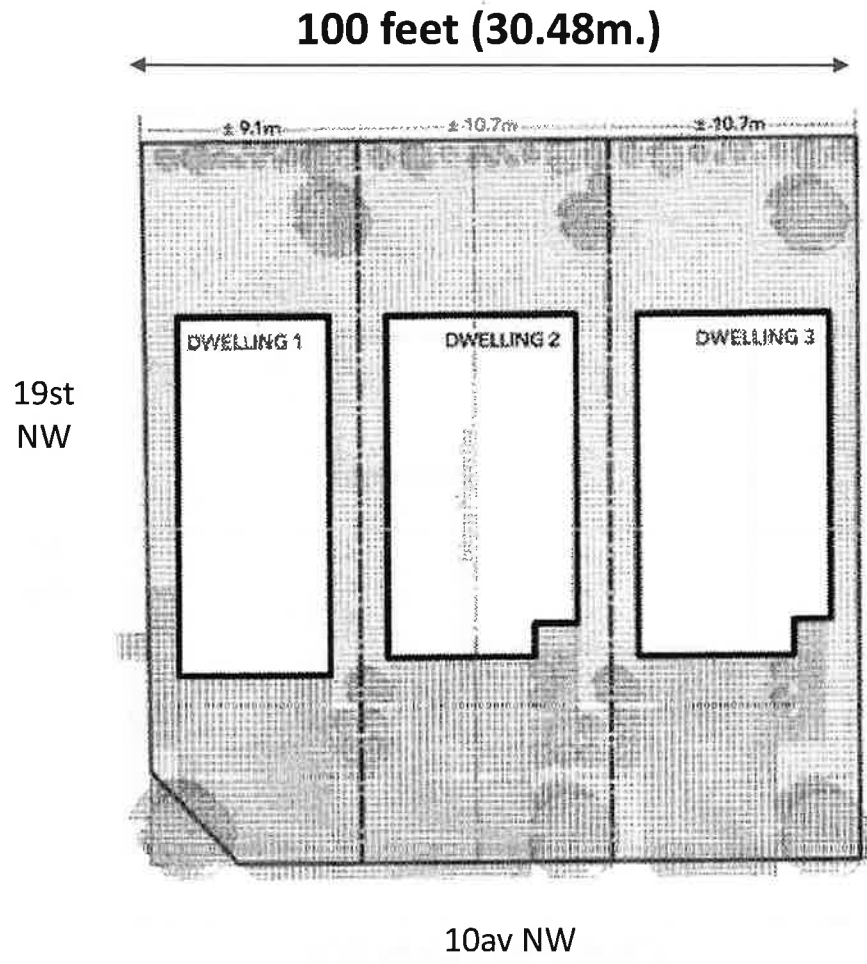 100 feet (30.48m.)
± 9.1m
± 10.7m
± 10.7m
DWELLING 1
DWELLING 2
DWELLING 3
19st
NW
10av NW